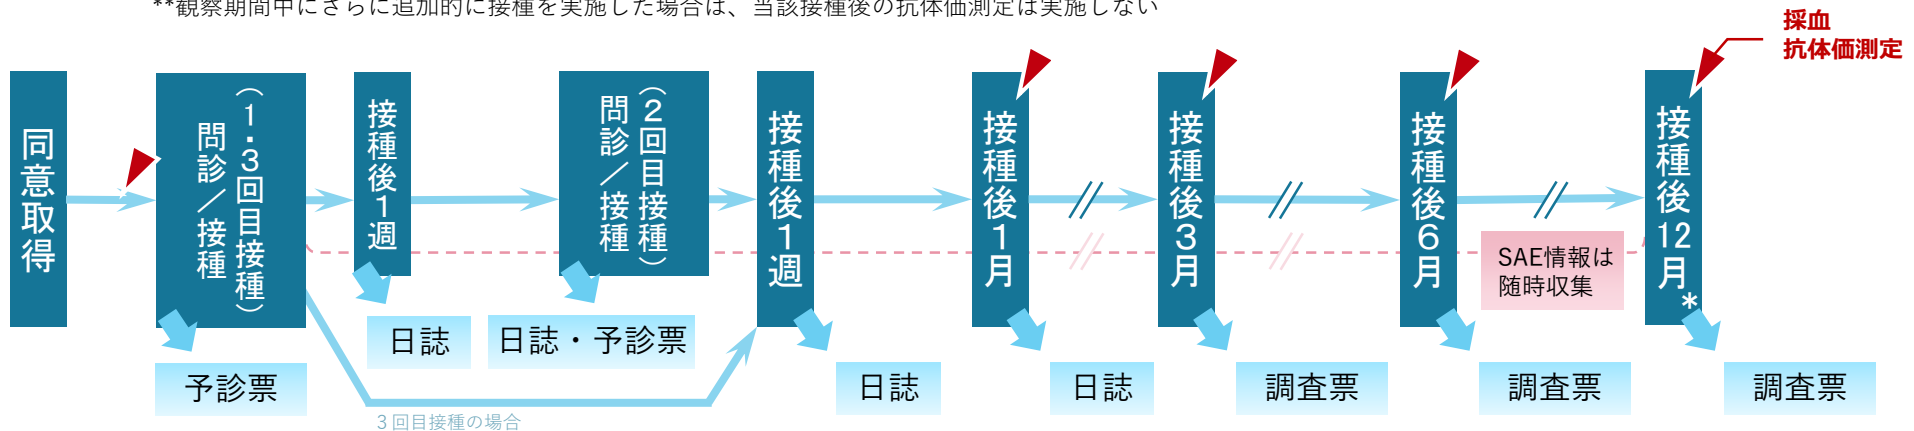 **観察期間中にさらに追加的に接種を実施した場合は、当該接種後の抗体価測定は実施しない
採血
抗体価測定
同意取得
（１・３回目接種）
問診／接種
接種後１週
（２回目接種）
問診／接種
接種後１週
接種後１月
接種後３月
接種後６月
接種後12月
*
SAE情報は
随時収集
予診票
日誌
日誌・予診票
日誌
日誌
調査票
調査票
調査票
３回目接種の場合